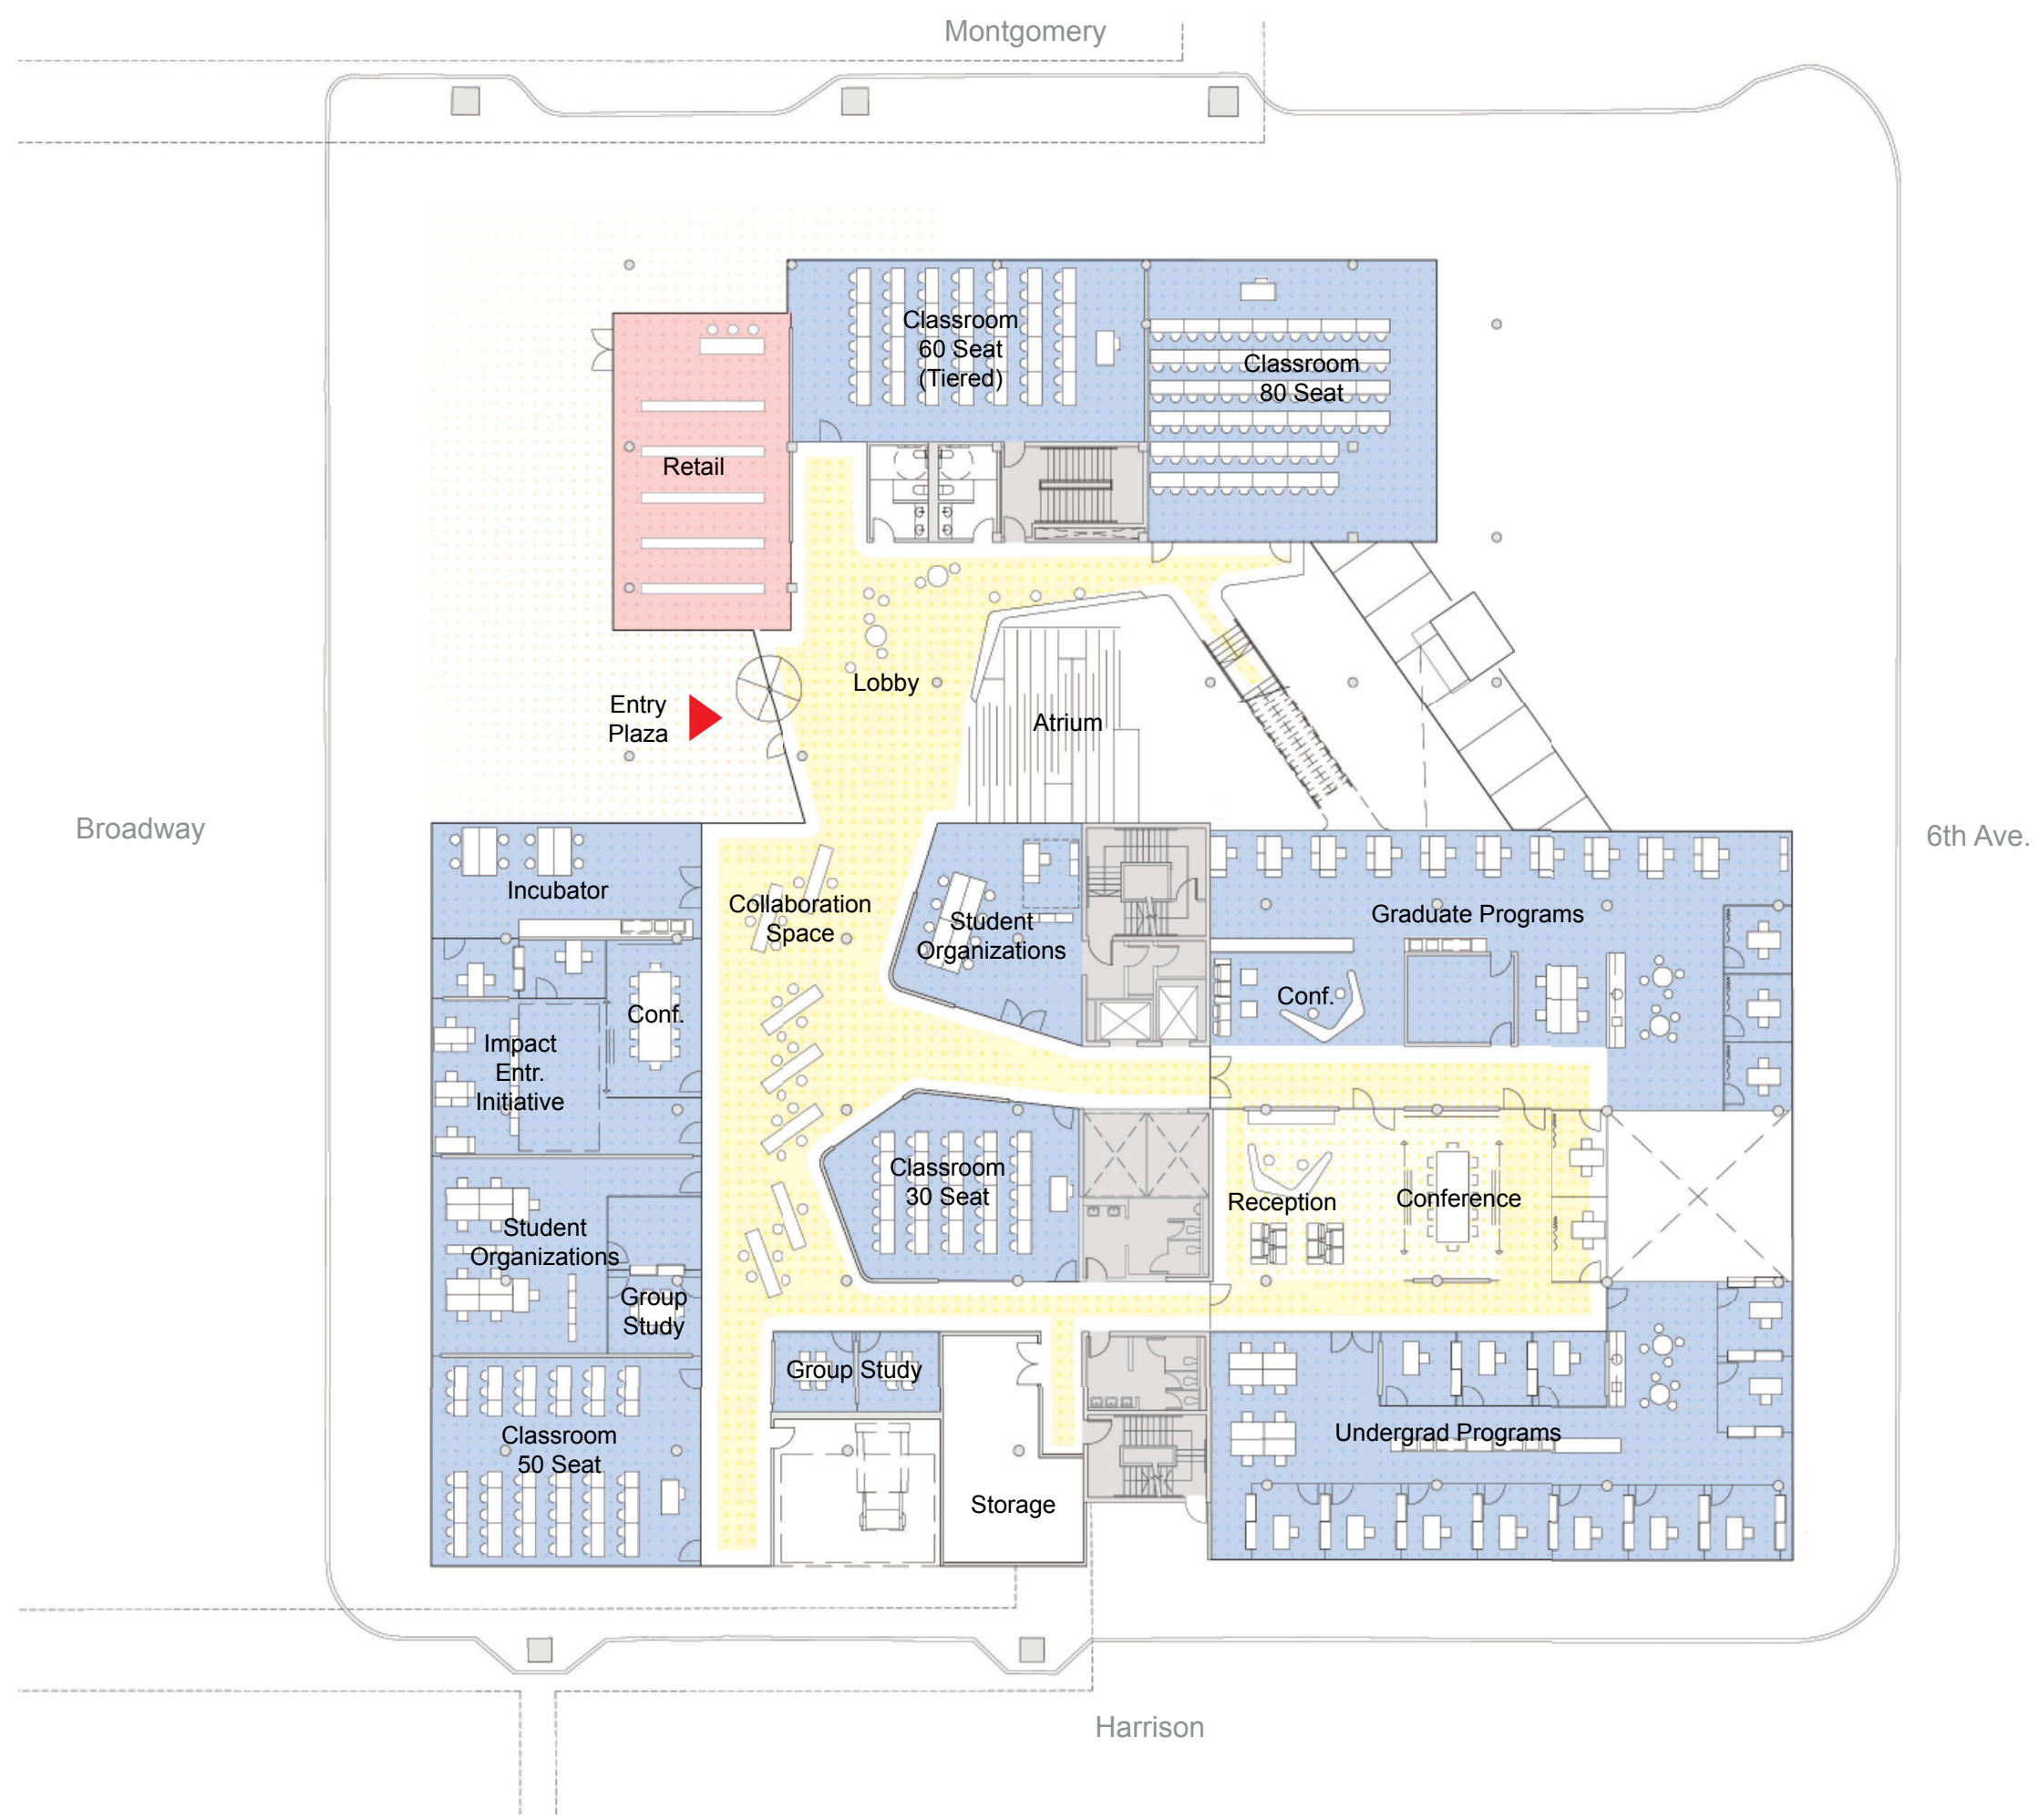 Montgomery
Classroom
60 Seat
(Tiered)
Classroom
80 Seat
Retail
Lobby
Entry
Plaza
Atrium
Broadway
6th Ave.
Incubator
Collaboration
Space
Student
Organizations
Graduate Programs
Conf.
Conf.
Impact
Entr.
Initiative
Classroom
30 Seat
Reception
Conference
Student
Organizations
Group
Study
Group Study
Classroom
50 Seat
Undergrad Programs
Storage
Harrison